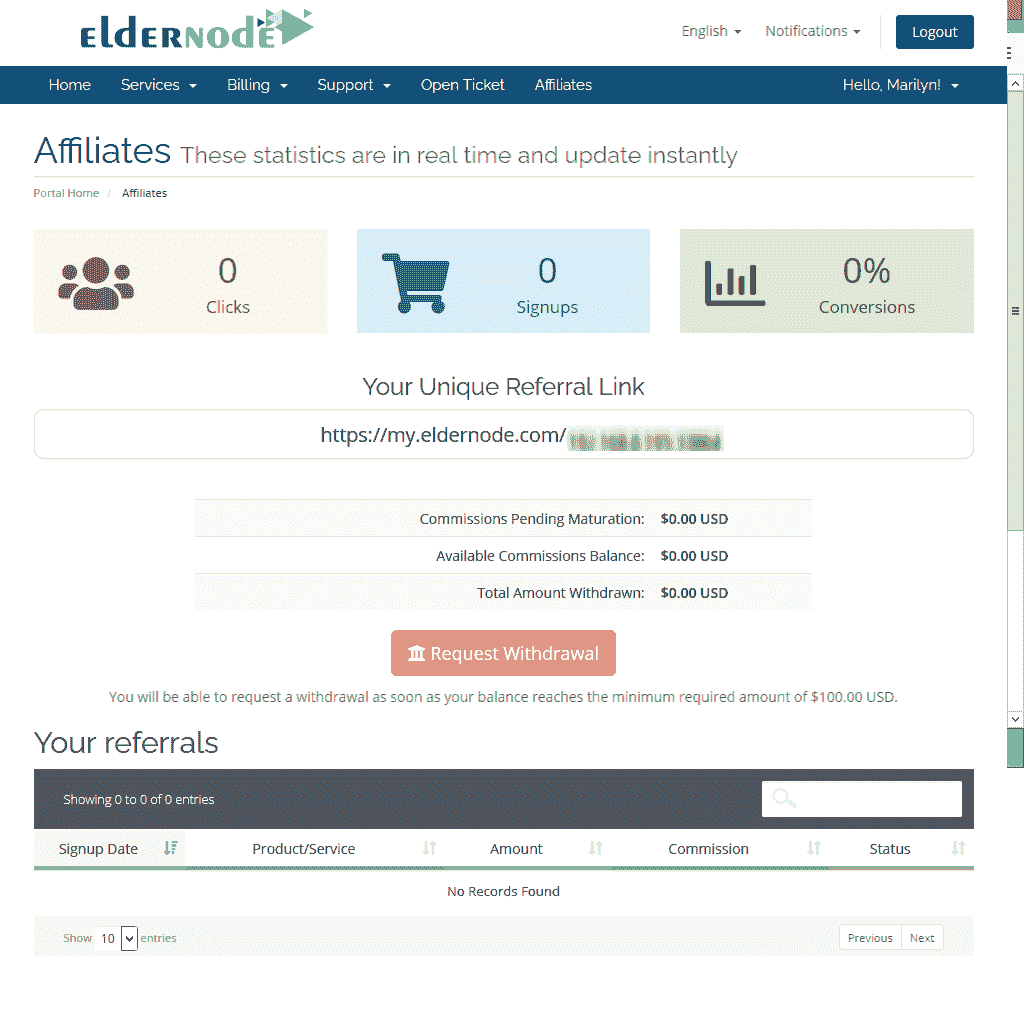 ELDERNODE
English Notifications Logout
Home Services Billing Support Open Ticket Affiliates Hello, Marilyn!
Affiliates These statistics are in real time and update instantly
Portal Home / Affiliates
0 0 0%
Clicks Signups Conversions
Your Unique Referral Link
https://my.eldernode.com/
Commissions Pending Maturation: $0.00 USD
Available Commissions Balance: $0.00 USD
Total Amount Withdrawn: $0.00 USD
Request Withdrawal
You will be able to request a withdrawal as soon as your balance reaches the minimum required amount of $100.00 USD.
Your referrals
Showing 0 to 0 of 0 entries
Signup Date Product/Service Amount Commission Status
No Records Found
Show 10 entries Previous Next